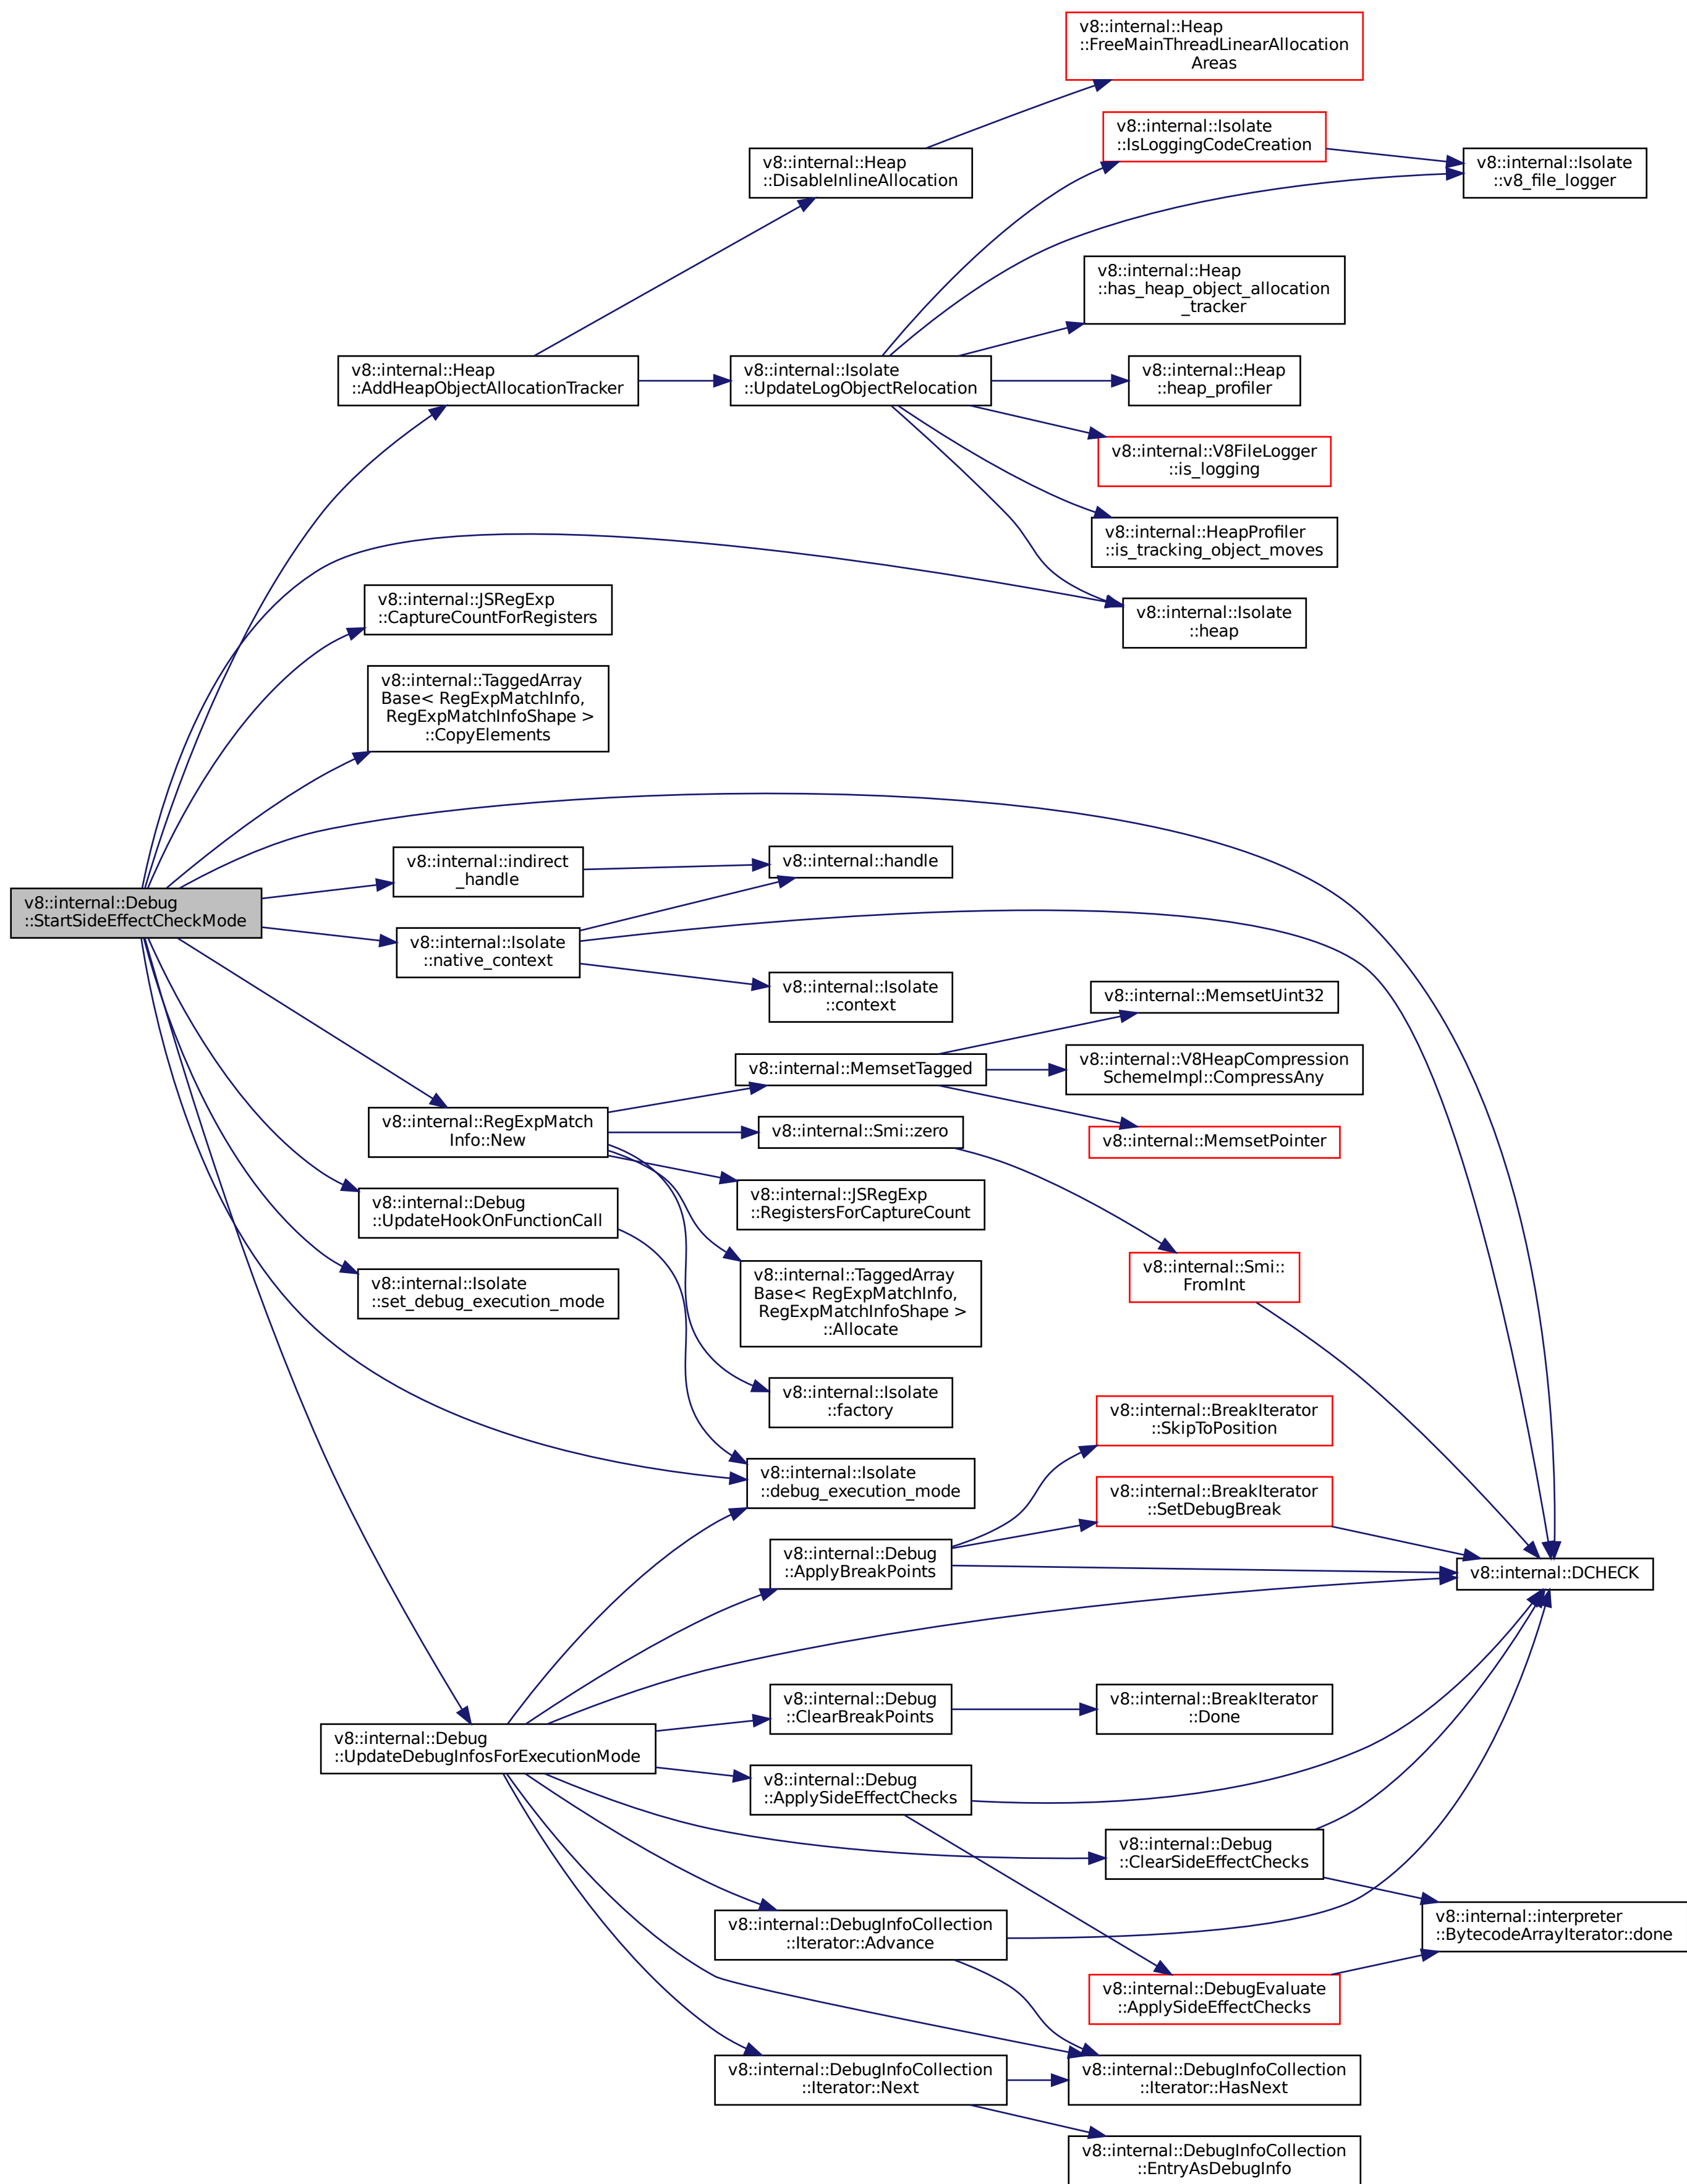 v8::internal::Heap
::FreeMainThreadLinearAllocation
Areas
v8::internal::Isolate
::IsLoggingCodeCreation
v8::internal::Heap
::DisableInlineAllocation
v8::internal::Isolate
::v8_file_logger
v8::internal::Heap
::has_heap_object_allocation
_tracker
v8::internal::Heap
::AddHeapObjectAllocationTracker
v8::internal::Isolate
::UpdateLogObjectRelocation
v8::internal::Heap
::heap_profiler
v8::internal::V8FileLogger
::is_logging
v8::internal::HeapProfiler
::is_tracking_object_moves
v8::internal::JSRegExp
::CaptureCountForRegisters
v8::internal::Isolate
::heap
v8::internal::TaggedArray
Base< RegExpMatchInfo,
RegExpMatchInfoShape >
::CopyElements
v8::internal::indirect
_handle
v8::internal::handle
v8::internal::Debug
::StartSideEffectCheckMode
v8::internal::Isolate
::native_context
v8::internal::Isolate
::context
v8::internal::MemsetUint32
v8::internal::MemsetTagged
v8::internal::V8HeapCompression
SchemeImpl::CompressAny
v8::internal::RegExpMatch
Info::New
v8::internal::Smi::zero
v8::internal::MemsetPointer
v8::internal::Debug
::UpdateHookOnFunctionCall
v8::internal::JSRegExp
::RegistersForCaptureCount
v8::internal::Isolate
::set_debug_execution_mode
v8::internal::TaggedArray
Base< RegExpMatchInfo,
RegExpMatchInfoShape >
::Allocate
v8::internal::Smi::
FromInt
v8::internal::Isolate
::factory
v8::internal::BreakIterator
::SkipToPosition
v8::internal::Isolate
::debug_execution_mode
v8::internal::BreakIterator
::SetDebugBreak
v8::internal::Debug
::ApplyBreakPoints
v8::internal::DCHECK
v8::internal::Debug
::ClearBreakPoints
v8::internal::BreakIterator
::Done
v8::internal::Debug
::UpdateDebugInfosForExecutionMode
v8::internal::Debug
::ApplySideEffectChecks
v8::internal::Debug
::ClearSideEffectChecks
v8::internal::DebugInfoCollection
::Iterator::Advance
v8::internal::interpreter
::BytecodeArrayIterator::done
v8::internal::DebugEvaluate
::ApplySideEffectChecks
v8::internal::DebugInfoCollection
::Iterator::Next
v8::internal::DebugInfoCollection
::Iterator::HasNext
v8::internal::DebugInfoCollection
::EntryAsDebugInfo